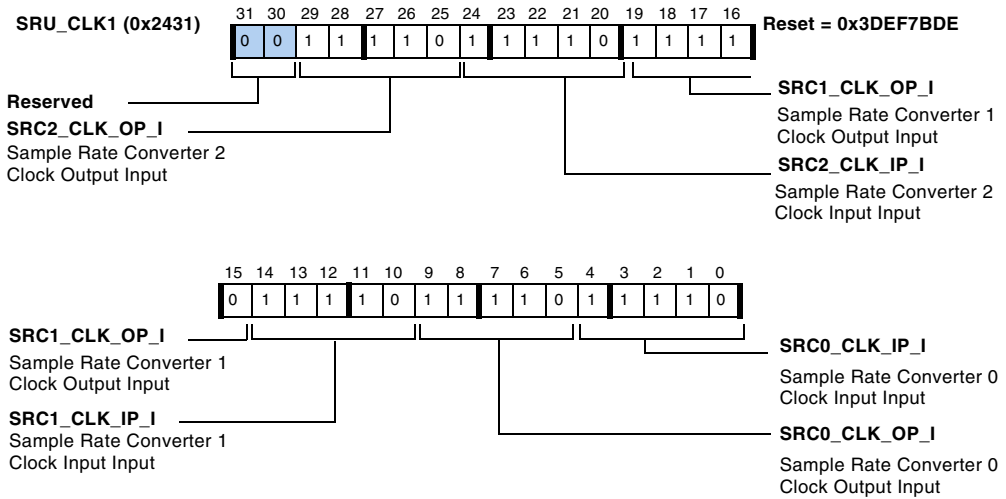 SRU_CLK1 (0x2431)
31 30 29 28 27 26 25 24 23 22 21 20 19 18 17 16
0 0 1 1 1 1 0 1 1 1 1 0 1 1 1 1
Reset = 0x3DEF7BDE
Reserved
SRC2_CLK_OP_I
Sample Rate Converter 2
Clock Output Input
SRC1_CLK_OP_I
Sample Rate Converter 1
Clock Output Input
SRC2_CLK_IP_I
Sample Rate Converter 2
Clock Input Input
15 14 13 12 11 10 9 8 7 6 5 4 3 2 1 0
0 1 1 1 1 0 1 1 1 1 0 1 1 1 1 0
SRC1_CLK_OP_I
Sample Rate Converter 1
Clock Output Input
SRC1_CLK_IP_I
Sample Rate Converter 1
Clock Input Input
SRC0_CLK_IP_I
Sample Rate Converter 0
Clock Input Input
SRC0_CLK_OP_I
Sample Rate Converter 0
Clock Output Input